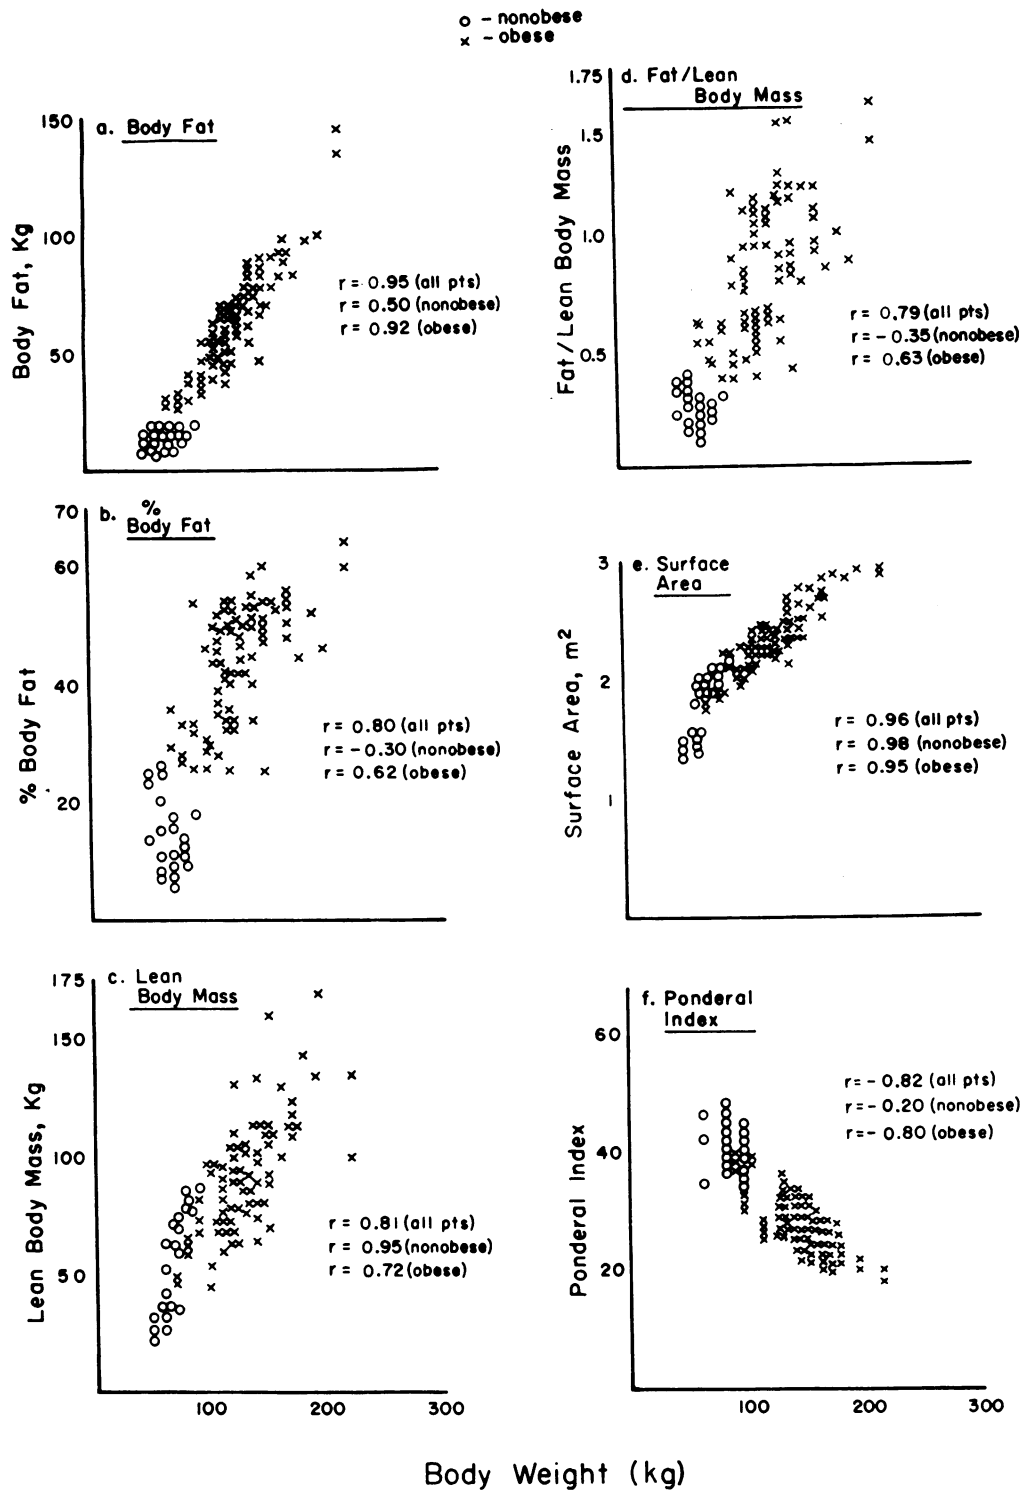 o - nonobese
x - obese
a. Body Fat
150
100
50
Body Fat, Kg
r = 0.95 (all pts)
r = 0.50 (nonobese)
r = 0.92 (obese)
d. Fat/Lean
Body Mass
1.75
1.5
1.0
0.5
Fat/Lean Body Mass
r = 0.79 (all pts)
r = - 0.35 (nonobese)
r = 0.63 (obese)
b. %
Body Fat
70
60
40
20
% Body Fat
r = 0.80 (all pts)
r = - 0.30 (nonobese)
r = 0.62 (obese)
e. Surface
Area
3
2
1
Surface Area, m²
r = 0.96 (all pts)
r = 0.98 (nonobese)
r = 0.95 (obese)
c. Lean
Body Mass
175
150
100
50
Lean Body Mass, Kg
r = 0.81 (all pts)
r = 0.95 (nonobese)
r = 0.72 (obese)
100 200 300
f. Ponderal
Index
60
40
20
Ponderal Index
r = - 0.82 (all pts)
r = - 0.20 (nonobese)
r = - 0.80 (obese)
100 200 300
Body Weight (kg)